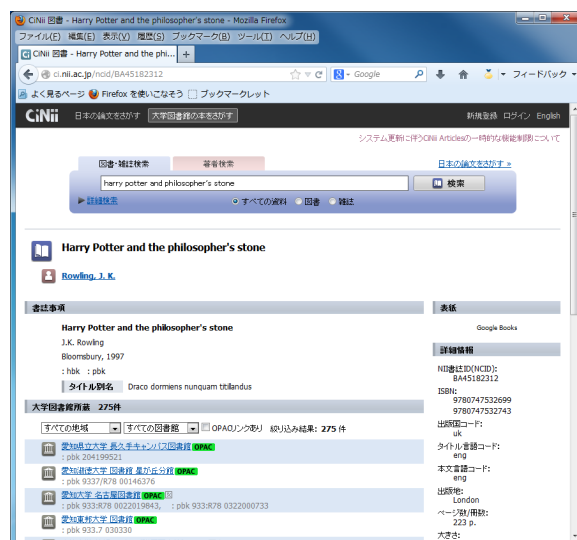 CiNii 図書 - Harry Potter and the philosopher's stone - Mozilla Firefox
ファイル(F) 編集(E) 表示(V) 履歴(S) ブックマーク(B) ツール(T) ヘルプ(H)
CiNii 図書 - Harry Potter and the phi... +
ci.nii.ac.jp/ncid/BA45182312 Google フィードバック
よく見るページ Firefox を使いこなそう ブックマークレット
CiNii 日本の論文をさがす 大学図書館の本をさがす 新規登録 ログイン English
システム更新に伴うCiNii Articlesの一時的な機能制限について
図書・雑誌検索 著者検索 日本の論文をさがす »
harry potter and philosopher's stone 検索
詳細検索 すべての資料 図書 雑誌
Harry Potter and the philosopher's stone
Rowling, J. K.
書誌事項
Harry Potter and the philosopher's stone
J.K. Rowling
Bloomsbury, 1997
: hbk : pbk
タイトル別名 Draco dormiens nunquam titillandus
大学図書館所蔵 275件
すべての地域 すべての図書館 OPACリンクあり 絞り込み結果: 275 件
愛知県立大学 長久手キャンパス図書館 OPAC
: pbk 204199521
愛知淑徳大学 図書館 星が丘分館 OPAC
: pbk 9337/R78 00146376
愛知大学 名古屋図書館 OPAC 図
: pbk 933:R78 0022019843, : pbk 933:R78 0322000733
愛知東邦大学 図書館 OPAC
: pbk 933.7 030330
表紙
Google Books
詳細情報
NII書誌ID(NCID):
BA45182312
ISBN:
9780747532699
9780747532743
出版国コード:
uk
タイトル言語コード:
eng
本文言語コード:
eng
出版地:
London
ページ数/冊数:
223 p.
大きさ: